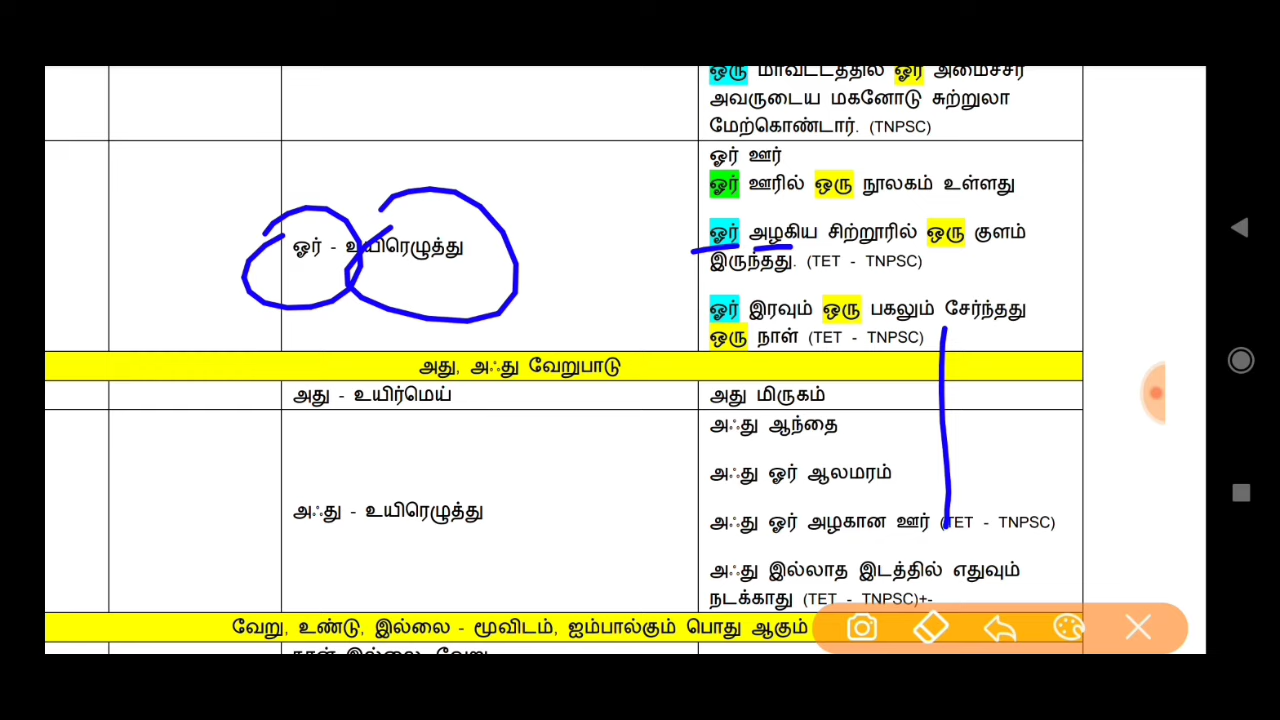 ஒரு மாவட்டத்தில் ஓர் அமைச்சர்
அவருடைய மகனோடு சுற்றுலா
மேற்கொண்டார். (TNPSC)
ஓர் - உயிரெழுத்து
ஓர் ஊர்
ஓர் ஊரில் ஒரு நூலகம் உள்ளது
ஓர் அழகிய சிற்றூரில் ஒரு குளம்
இருந்தது. (TET - TNPSC)
ஓர் இரவும் ஒரு பகலும் சேர்ந்தது
ஒரு நாள் (TET - TNPSC)
அது, அஃது வேறுபாடு
அது - உயிர்மெய்
அது மிருகம்
அஃது - உயிரெழுத்து
அஃது ஆந்தை
அஃது ஓர் ஆலமரம்
அஃது ஓர் அழகான ஊர் (TET - TNPSC)
அஃது இல்லாத இடத்தில் எதுவும்
நடக்காது (TET - TNPSC)+-
வேறு, உண்டு, இல்லை - மூவிடம், ஐம்பால்கும் பொது ஆகும்